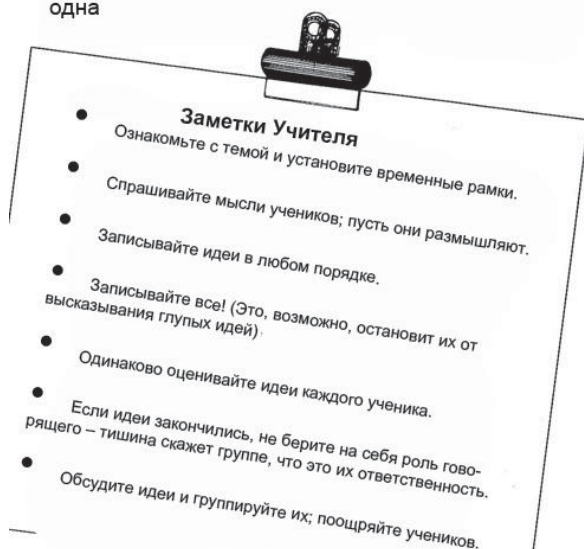 одна
Заметки Учителя
• Ознакомьте с темой и установите временные рамки.
• Спрашивайте мысли учеников; пусть они размышляют.
• Записывайте идеи в любом порядке.
• Записывайте все! (Это, возможно, остановит их от
высказывания глупых идей)
• Одинаково оценивайте идеи каждого ученика.
• Если идеи закончились, не берите на себя роль гово-
рящего – тишина скажет группе, что это их ответственность.
• Обсудите идеи и группируйте их; поощряйте учеников.